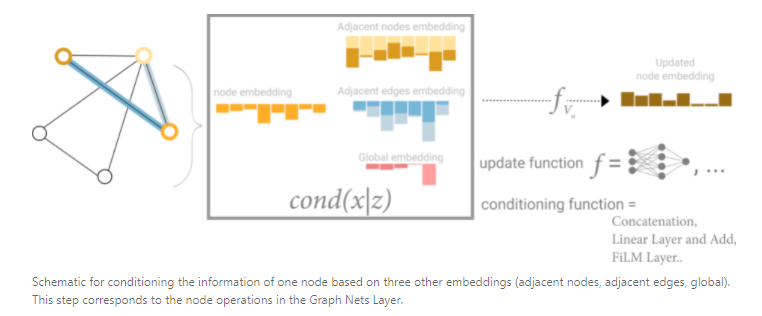 Adjacent nodes embedding
node embedding
Adjacent edges embedding
Global embedding
cond(x|z)
f Vn
Updated
node embedding
update function f = , ...
conditioning function =
Concatenation,
Linear Layer and Add,
FiLM Layer..
Schematic for conditioning the information of one node based on three other embeddings (adjacent nodes, adjacent edges, global).
This step corresponds to the node operations in the Graph Nets Layer.